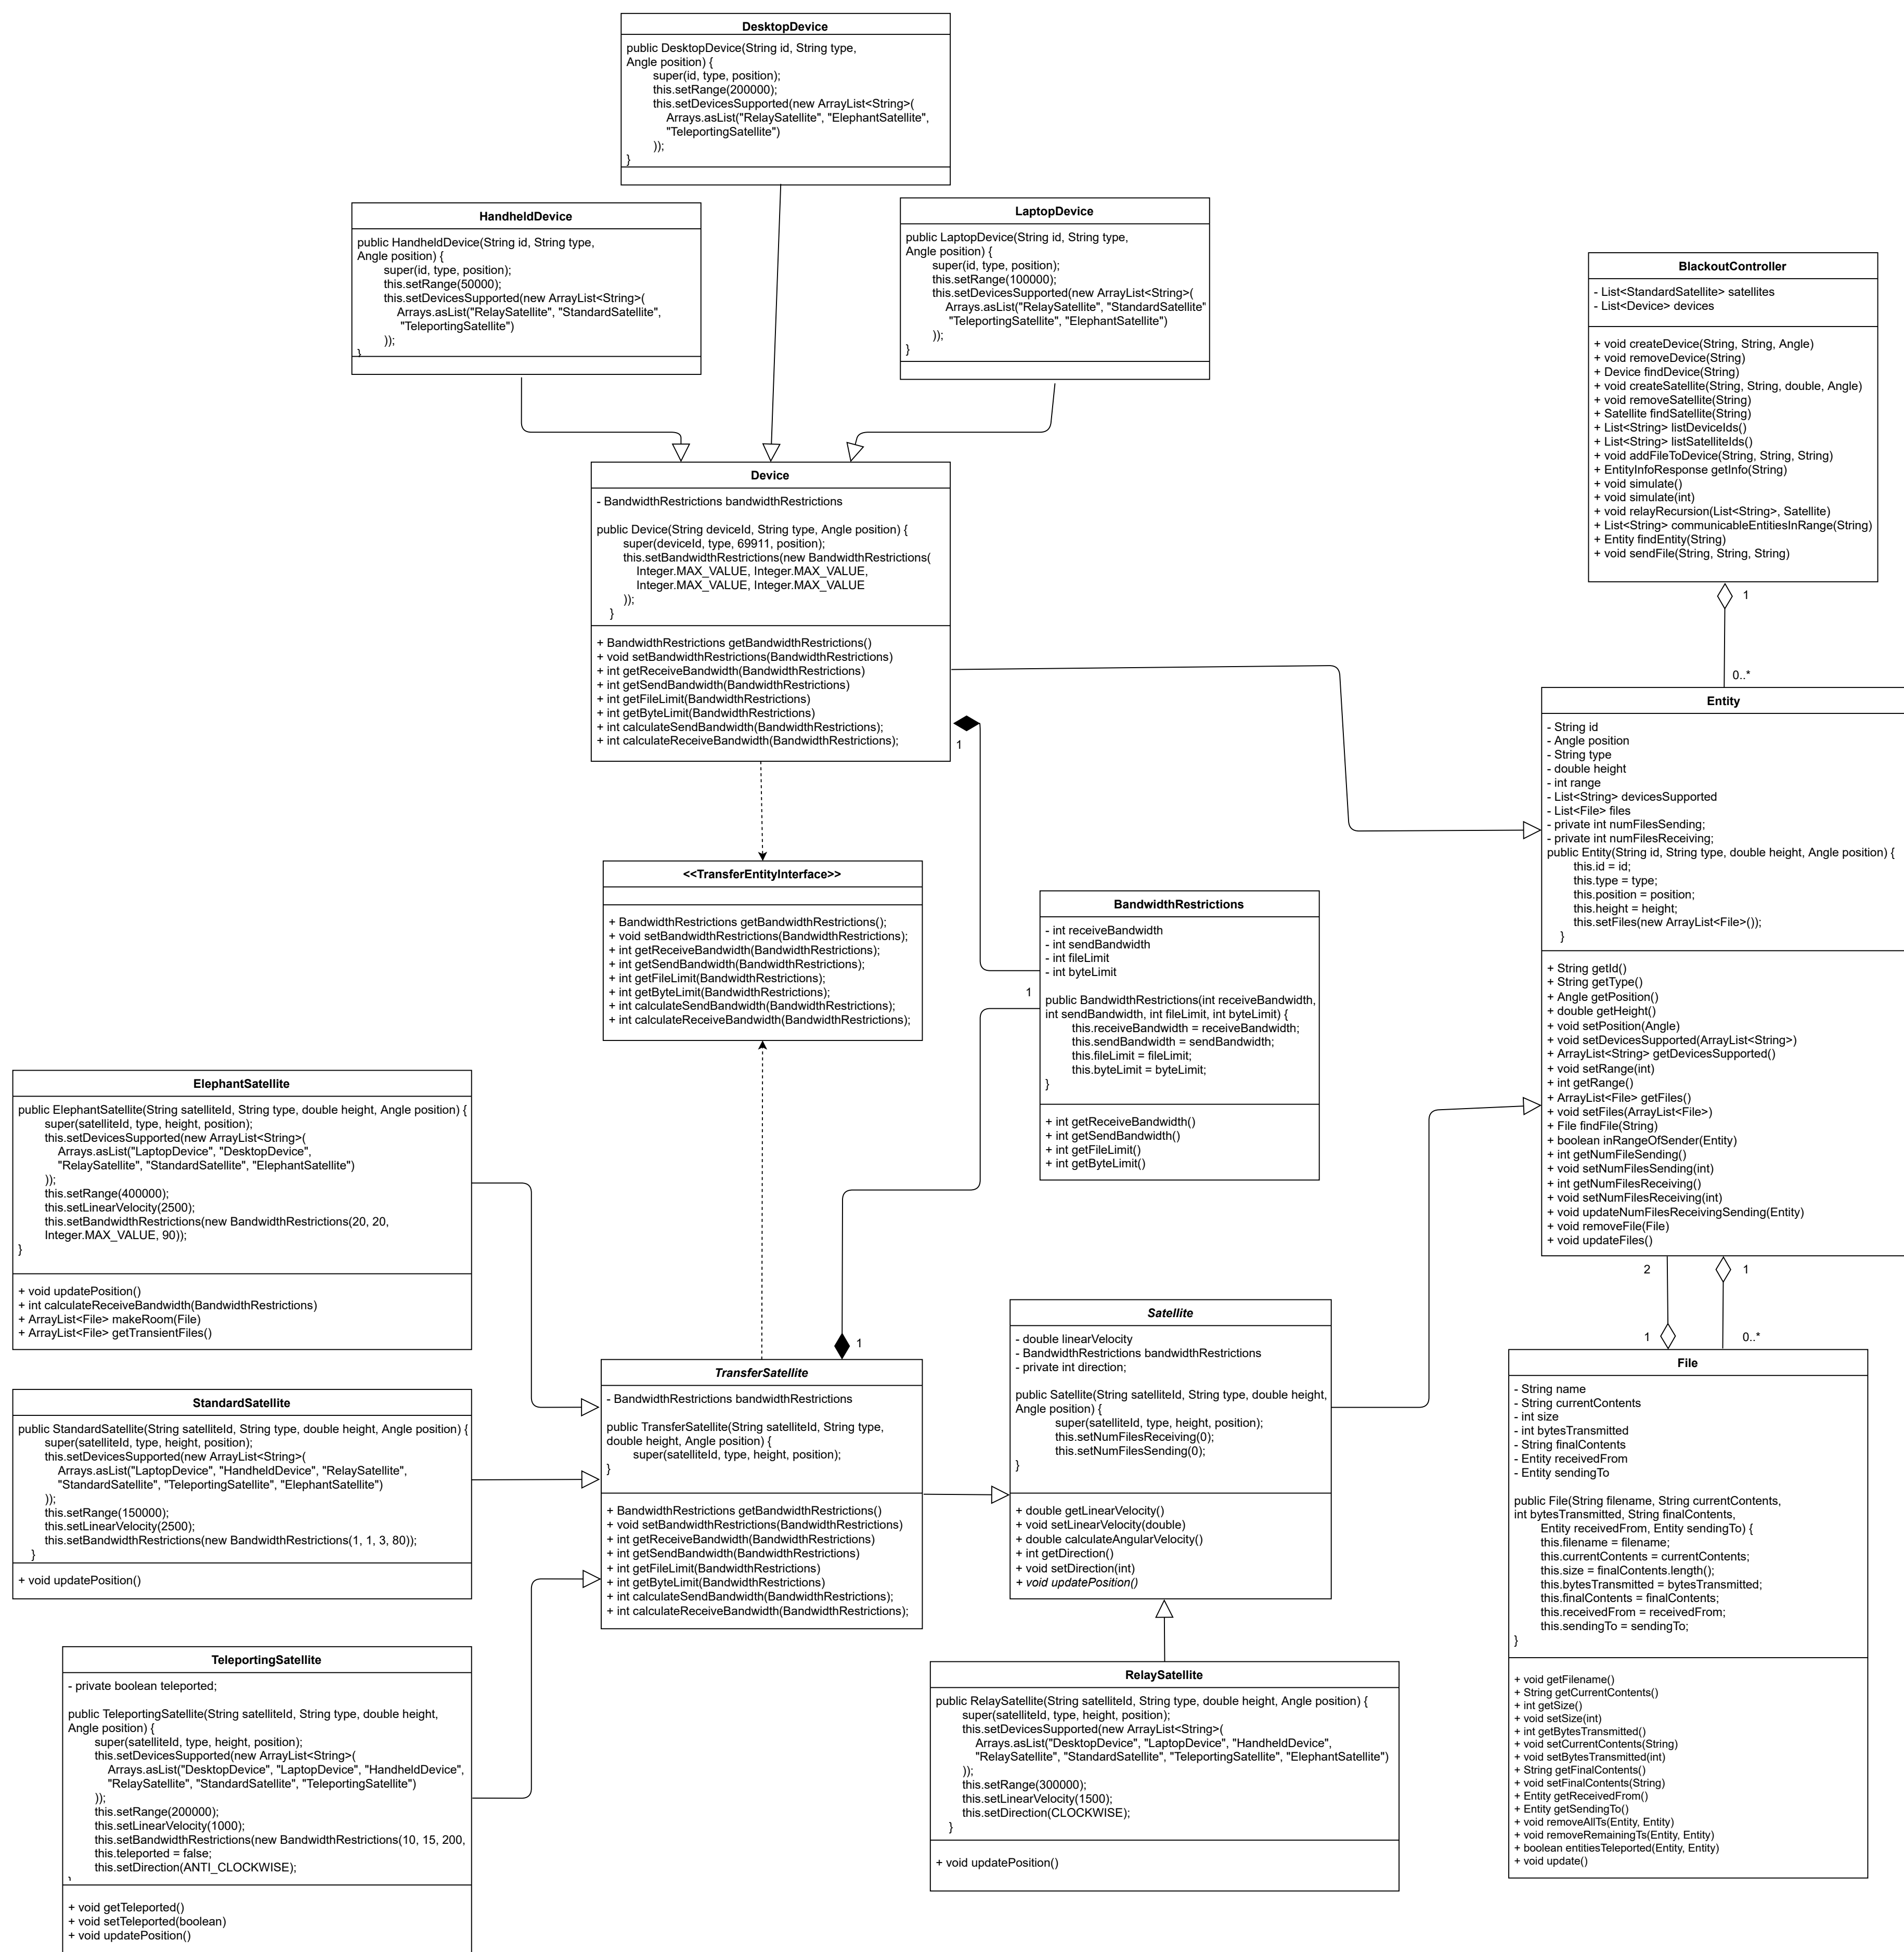 DesktopDevice
public DesktopDevice(String id, String type,
Angle position) {
super(id, type, position);
this.setRange(200000);
this.setDevicesSupported(new ArrayList<String>(
Arrays.asList("RelaySatellite", "ElephantSatellite",
"TeleportingSatellite")
));
}
HandheldDevice
public HandheldDevice(String id, String type,
Angle position) {
super(id, type, position);
this.setRange(50000);
this.setDevicesSupported(new ArrayList<String>(
Arrays.asList("RelaySatellite", "StandardSatellite",
"TeleportingSatellite")
));
}
LaptopDevice
public LaptopDevice(String id, String type,
Angle position) {
super(id, type, position);
this.setRange(100000);
this.setDevicesSupported(new ArrayList<String>(
Arrays.asList("RelaySatellite", "StandardSatellite"
"TeleportingSatellite", "ElephantSatellite")
));
}
BlackoutController
- List<StandardSatellite> satellites
- List<Device> devices
+ void createDevice(String, String, Angle)
+ void removeDevice(String)
+ Device findDevice(String)
+ void createSatellite(String, String, double, Angle)
+ void removeSatellite(String)
+ Satellite findSatellite(String)
+ List<String> listDeviceIds()
+ List<String> listSatelliteIds()
+ void addFileToDevice(String, String, String)
+ EntityInfoResponse getInfo(String)
+ void simulate()
+ void simulate(int)
+ void relayRecursion(List<String>, Satellite)
+ List<String> communicableEntitiesInRange(String)
+ Entity findEntity(String)
+ void sendFile(String, String, String)
1
0..*
Device
- BandwidthRestrictions bandwidthRestrictions
public Device(String deviceId, String type, Angle position) {
super(deviceId, type, 69911, position);
this.setBandwidthRestrictions(new BandwidthRestrictions(
Integer.MAX_VALUE, Integer.MAX_VALUE,
Integer.MAX_VALUE, Integer.MAX_VALUE
));
}
+ BandwidthRestrictions getBandwidthRestrictions()
+ void setBandwidthRestrictions(BandwidthRestrictions)
+ int getReceiveBandwidth(BandwidthRestrictions)
+ int getSendBandwidth(BandwidthRestrictions)
+ int getFileLimit(BandwidthRestrictions)
+ int getByteLimit(BandwidthRestrictions)
+ int calculateSendBandwidth(BandwidthRestrictions);
+ int calculateReceiveBandwidth(BandwidthRestrictions);
1
Entity
- String id
- Angle position
- String type
- double height
- int range
- List<String> devicesSupported
- List<File> files
- private int numFilesSending;
- private int numFilesReceiving;
public Entity(String id, String type, double height, Angle position) {
this.id = id;
this.type = type;
this.position = position;
this.height = height;
this.setFiles(new ArrayList<File>());
}
+ String getId()
+ String getType()
+ Angle getPosition()
+ double getHeight()
+ void setPosition(Angle)
+ void setDevicesSupported(ArrayList<String>)
+ ArrayList<String> getDevicesSupported()
+ void setRange(int)
+ int getRange()
+ ArrayList<File> getFiles()
+ void setFiles(ArrayList<File>)
+ File findFile(String)
+ boolean inRangeOfSender(Entity)
+ int getNumFileSending()
+ void setNumFilesSending(int)
+ int getNumFilesReceiving()
+ void setNumFilesReceiving(int)
+ void updateNumFilesReceivingSending(Entity)
+ void removeFile(File)
+ void updateFiles()
<<TransferEntityInterface>>
+ BandwidthRestrictions getBandwidthRestrictions();
+ void setBandwidthRestrictions(BandwidthRestrictions);
+ int getReceiveBandwidth(BandwidthRestrictions);
+ int getSendBandwidth(BandwidthRestrictions);
+ int getFileLimit(BandwidthRestrictions);
+ int getByteLimit(BandwidthRestrictions);
+ int calculateSendBandwidth(BandwidthRestrictions);
+ int calculateReceiveBandwidth(BandwidthRestrictions);
BandwidthRestrictions
- int receiveBandwidth
- int sendBandwidth
- int fileLimit
- int byteLimit
public BandwidthRestrictions(int receiveBandwidth,
int sendBandwidth, int fileLimit, int byteLimit) {
this.receiveBandwidth = receiveBandwidth;
this.sendBandwidth = sendBandwidth;
this.fileLimit = fileLimit;
this.byteLimit = byteLimit;
}
+ int getReceiveBandwidth()
+ int getSendBandwidth()
+ int getFileLimit()
+ int getByteLimit()
1
ElephantSatellite
public ElephantSatellite(String satelliteId, String type, double height, Angle position) {
super(satelliteId, type, height, position);
this.setDevicesSupported(new ArrayList<String>(
Arrays.asList("LaptopDevice", "DesktopDevice",
"RelaySatellite", "StandardSatellite", "ElephantSatellite")
));
this.setRange(400000);
this.setLinearVelocity(2500);
this.setBandwidthRestrictions(new BandwidthRestrictions(20, 20,
Integer.MAX_VALUE, 90));
}
+ void updatePosition()
+ int calculateReceiveBandwidth(BandwidthRestrictions)
+ ArrayList<File> makeRoom(File)
+ ArrayList<File> getTransientFiles()
2
1
1
0..*
Satellite
- double linearVelocity
- BandwidthRestrictions bandwidthRestrictions
- private int direction;
public Satellite(String satelliteId, String type, double height,
Angle position) {
super(satelliteId, type, height, position);
this.setNumFilesReceiving(0);
this.setNumFilesSending(0);
}
+ double getLinearVelocity()
+ void setLinearVelocity(double)
+ double calculateAngularVelocity()
+ int getDirection()
+ void setDirection(int)
+ void updatePosition()
1
TransferSatellite
- BandwidthRestrictions bandwidthRestrictions
public TransferSatellite(String satelliteId, String type,
double height, Angle position) {
super(satelliteId, type, height, position);
}
+ BandwidthRestrictions getBandwidthRestrictions()
+ void setBandwidthRestrictions(BandwidthRestrictions)
+ int getReceiveBandwidth(BandwidthRestrictions)
+ int getSendBandwidth(BandwidthRestrictions)
+ int getFileLimit(BandwidthRestrictions)
+ int getByteLimit(BandwidthRestrictions)
+ int calculateSendBandwidth(BandwidthRestrictions);
+ int calculateReceiveBandwidth(BandwidthRestrictions);
File
- String name
- String currentContents
- int size
- int bytesTransmitted
- String finalContents
- Entity receivedFrom
- Entity sendingTo
public File(String filename, String currentContents,
int bytesTransmitted, String finalContents,
Entity receivedFrom, Entity sendingTo) {
this.filename = filename;
this.currentContents = currentContents;
this.size = finalContents.length();
this.bytesTransmitted = bytesTransmitted;
this.finalContents = finalContents;
this.receivedFrom = receivedFrom;
this.sendingTo = sendingTo;
}
+ void getFilename()
+ String getCurrentContents()
+ int getSize()
+ void setSize(int)
+ int getBytesTransmitted()
+ void setCurrentContents(String)
+ void setBytesTransmitted(int)
+ String getFinalContents()
+ void setFinalContents(String)
+ Entity getReceivedFrom()
+ Entity getSendingTo()
+ void removeAllTs(Entity, Entity)
+ void removeRemainingTs(Entity, Entity)
+ boolean entitiesTeleported(Entity, Entity)
+ void update()
StandardSatellite
public StandardSatellite(String satelliteId, String type, double height, Angle position) {
super(satelliteId, type, height, position);
this.setDevicesSupported(new ArrayList<String>(
Arrays.asList("LaptopDevice", "HandheldDevice", "RelaySatellite",
"StandardSatellite", "TeleportingSatellite", "ElephantSatellite")
));
this.setRange(150000);
this.setLinearVelocity(2500);
this.setBandwidthRestrictions(new BandwidthRestrictions(1, 1, 3, 80));
}
+ void updatePosition()
TeleportingSatellite
- private boolean teleported;
public TeleportingSatellite(String satelliteId, String type, double height,
Angle position) {
super(satelliteId, type, height, position);
this.setDevicesSupported(new ArrayList<String>(
Arrays.asList("DesktopDevice", "LaptopDevice", "HandheldDevice",
"RelaySatellite", "StandardSatellite", "TeleportingSatellite")
));
this.setRange(200000);
this.setLinearVelocity(1000);
this.setBandwidthRestrictions(new BandwidthRestrictions(10, 15, 200,
this.teleported = false;
this.setDirection(ANTI_CLOCKWISE);
+ void getTeleported()
+ void setTeleported(boolean)
+ void updatePosition()
RelaySatellite
public RelaySatellite(String satelliteId, String type, double height, Angle position) {
super(satelliteId, type, height, position);
this.setDevicesSupported(new ArrayList<String>(
Arrays.asList("DesktopDevice", "LaptopDevice", "HandheldDevice",
"RelaySatellite", "StandardSatellite", "TeleportingSatellite", "ElephantSatellite")
));
this.setRange(300000);
this.setLinearVelocity(1500);
this.setDirection(CLOCKWISE);
}
+ void updatePosition()